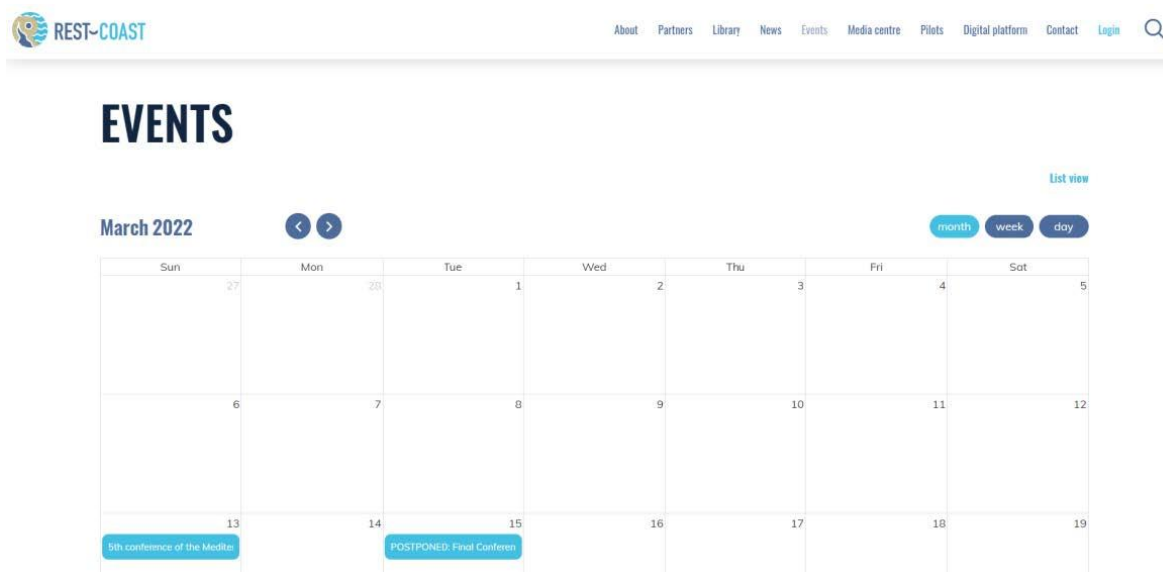 REST~COAST About Partners Library News Events Media centre Pilots Digital platform Contact Login
EVENTS
List view
March 2022 month week day
Sun Mon Tue Wed Thu Fri Sat
27 28 1 2 3 4 5
6 7 8 9 10 11 12
13 14 15 16 17 18 19
5th conference of the Medite POSTPONED: Final Conferen